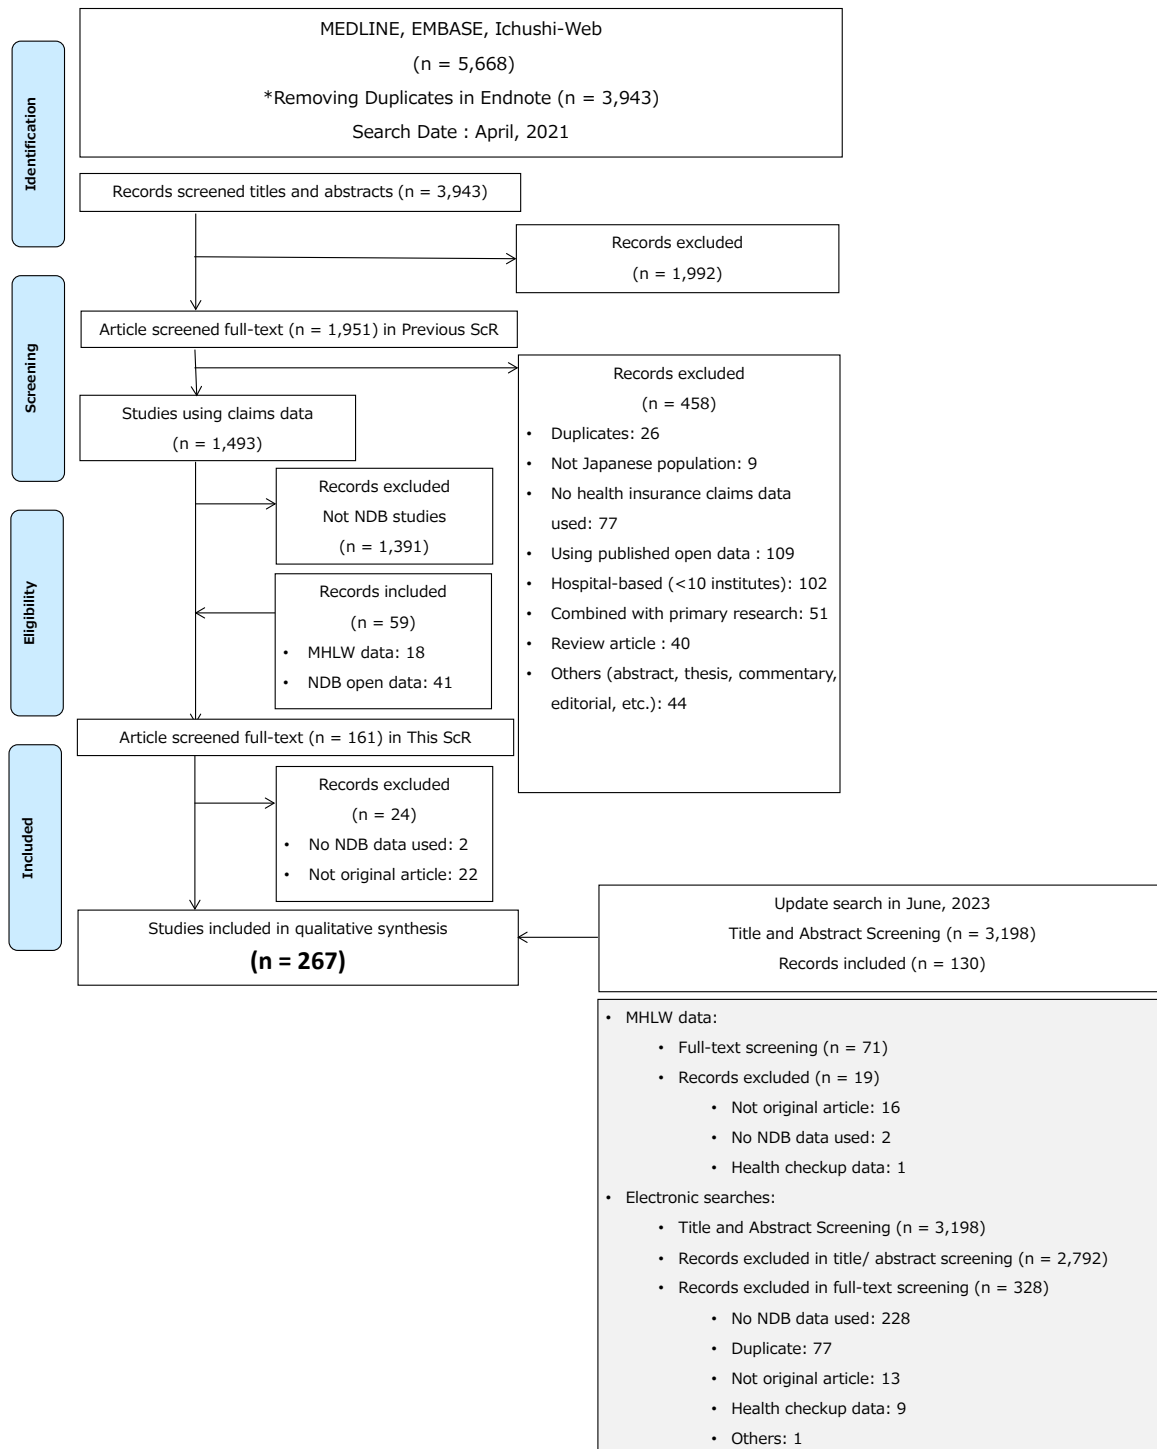 MEDLINE, EMBASE, Ichushi-Web
(n = 5,668)
*Removing Duplicates in Endnote (n = 3,943)
Search Date : April, 2021
Identification
Records screened titles and abstracts (n = 3,943)
Records excluded
(n = 1,992)
Screening
Article screened full-text (n = 1,951) in Previous ScR
Records excluded
(n = 458)
• Duplicates: 26
• Not Japanese population: 9
• No health insurance claims data
used: 77
• Using published open data : 109
• Hospital-based (<10 institutes): 102
• Combined with primary research: 51
• Review article : 40
• Others (abstract, thesis, commentary,
editorial, etc.): 44
Studies using claims data
(n = 1,493)
Records excluded
Not NDB studies
(n = 1,391)
Eligibility
Records included
(n = 59)
• MHLW data: 18
• NDB open data: 41
Article screened full-text (n = 161) in This ScR
Included
Records excluded
(n = 24)
• No NDB data used: 2
• Not original article: 22
Studies included in qualitative synthesis
(n = 267)
Update search in June, 2023
Title and Abstract Screening (n = 3,198)
Records included (n = 130)
• MHLW data:
• Full-text screening (n = 71)
• Records excluded (n = 19)
• Not original article: 16
• No NDB data used: 2
• Health checkup data: 1
• Electronic searches:
• Title and Abstract Screening (n = 3,198)
• Records excluded in title/ abstract screening (n = 2,792)
• Records excluded in full-text screening (n = 328)
• No NDB data used: 228
• Duplicate: 77
• Not original article: 13
• Health checkup data: 9
• Others: 1